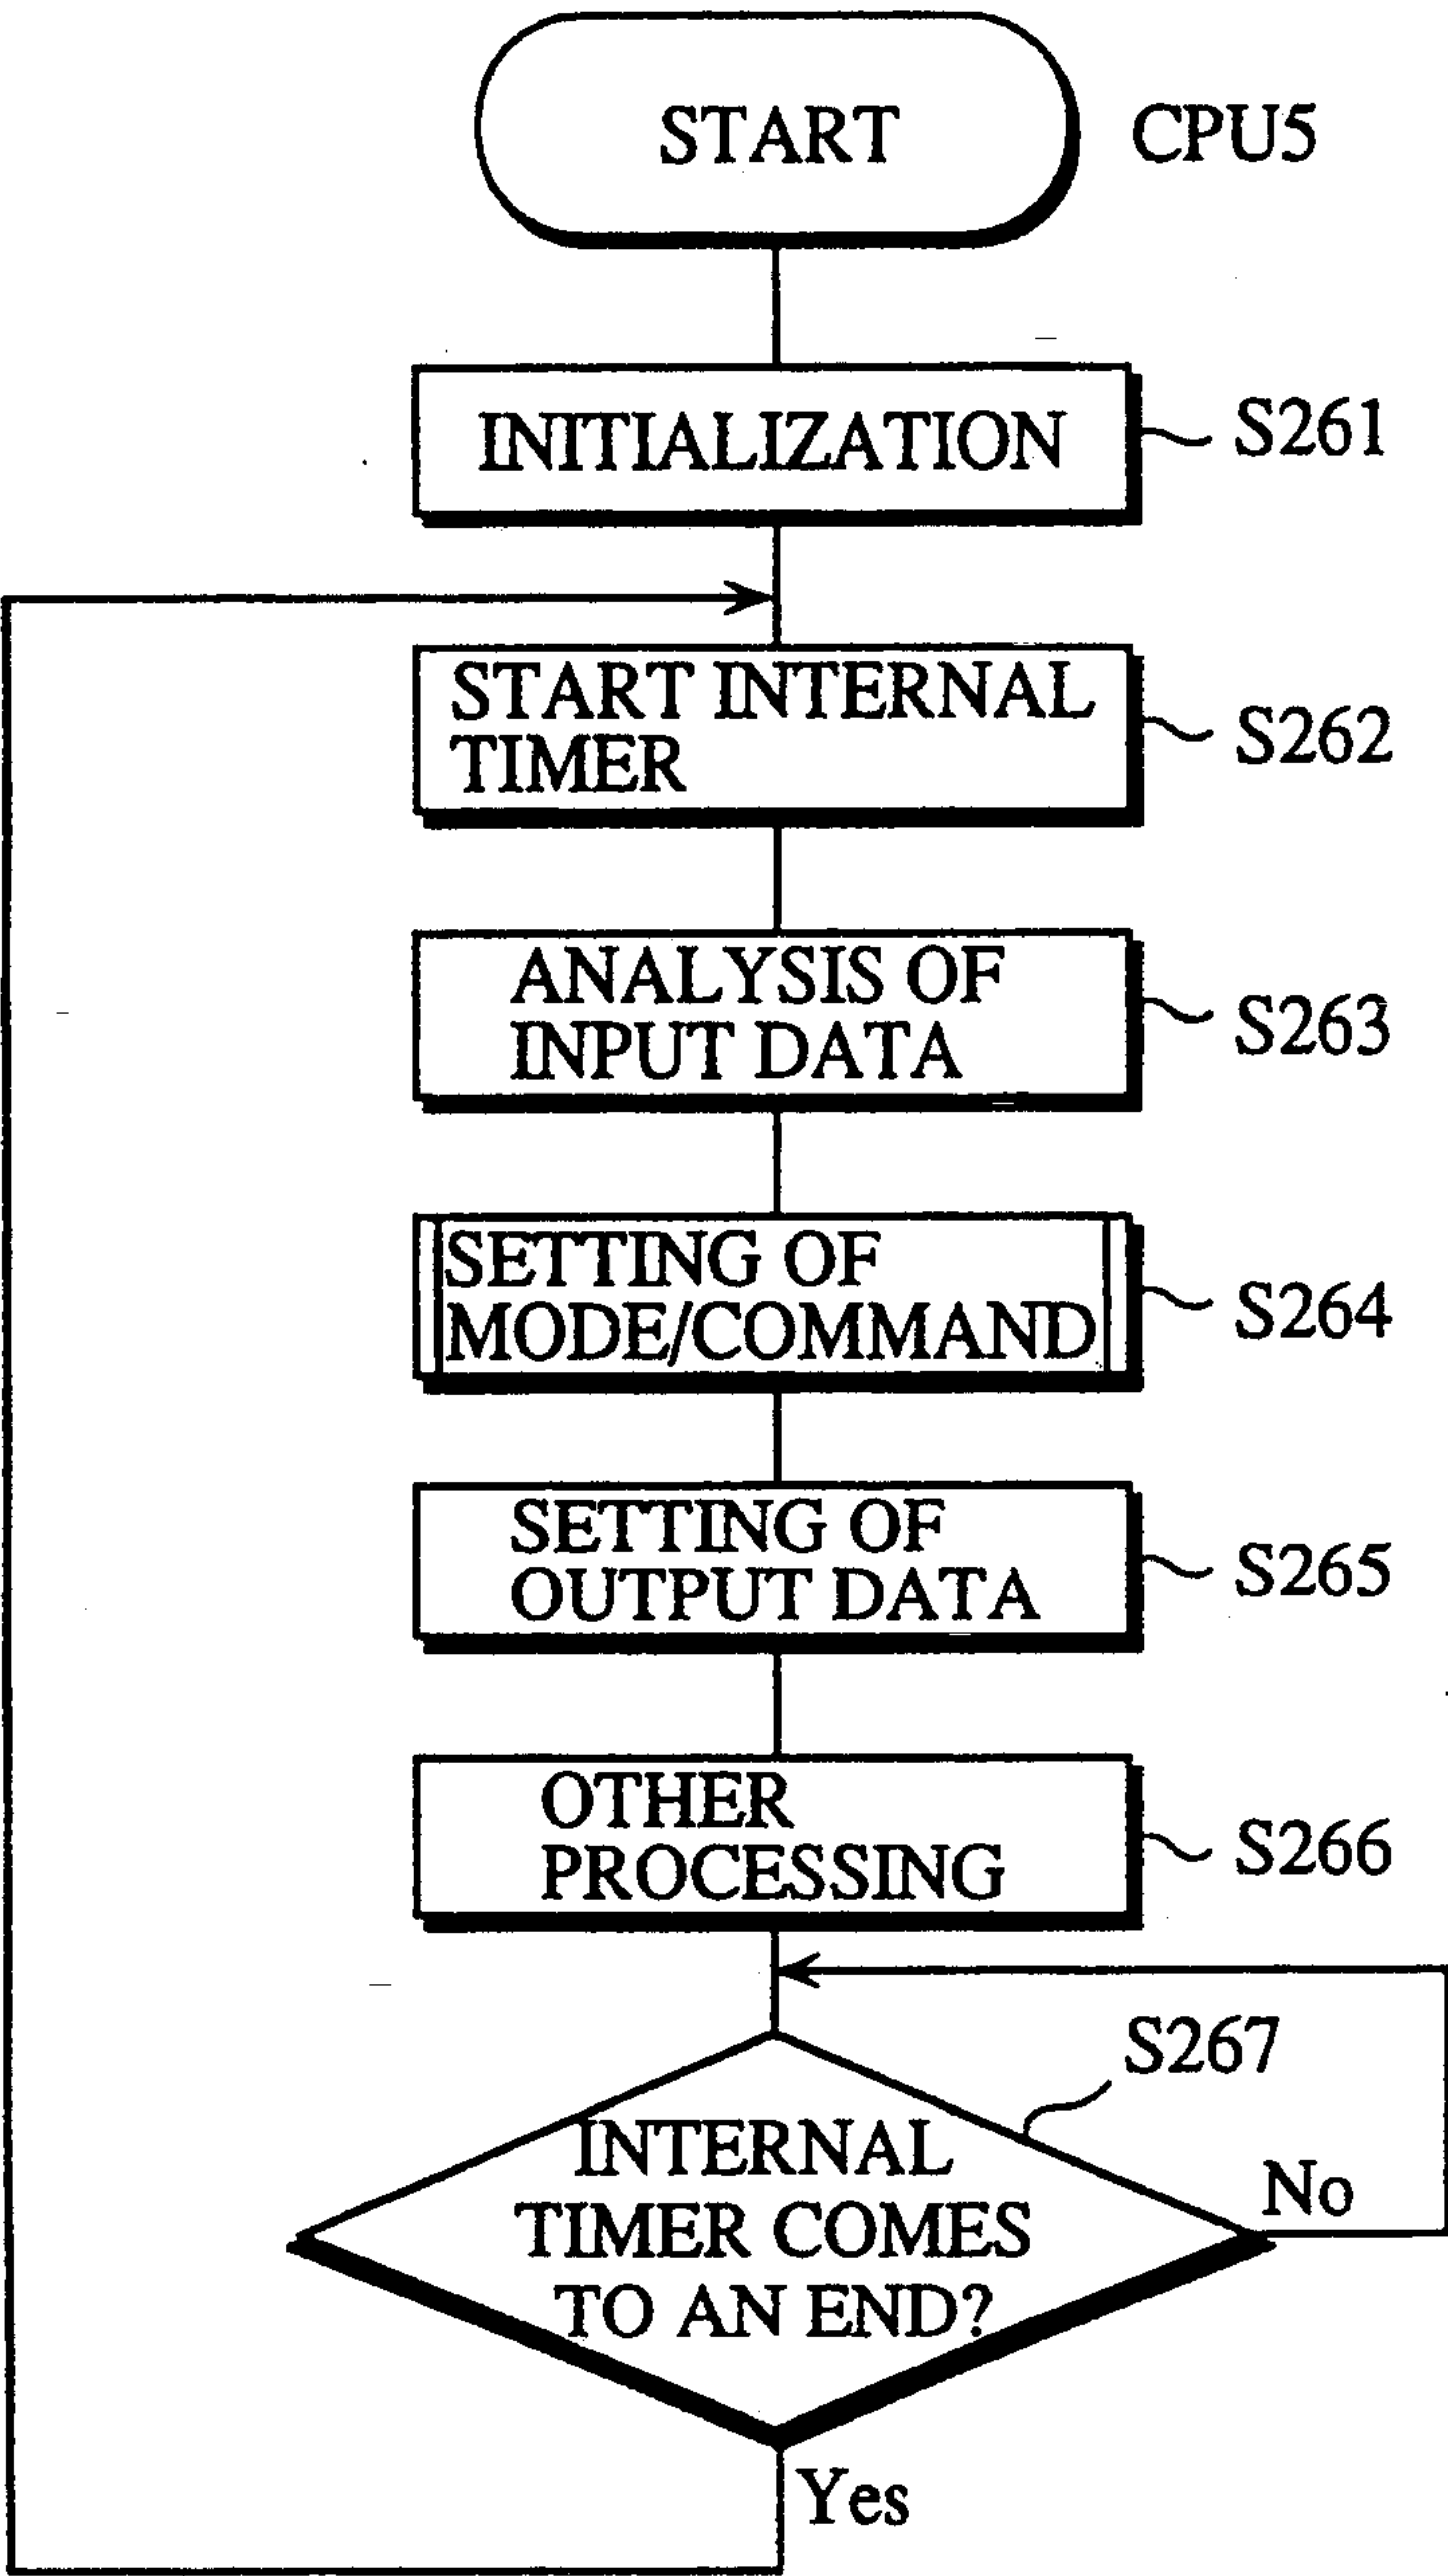 START
CPU5
INITIALIZATION
S261
START INTERNAL
TIMER
S262
ANALYSIS OF
INPUT DATA
S263
SETTING OF
MODE/COMMAND
S264
SETTING OF
OUTPUT DATA
S265
OTHER
PROCESSING
S266
S267
INTERNAL
TIMER COMES
TO AN END?
No
Yes